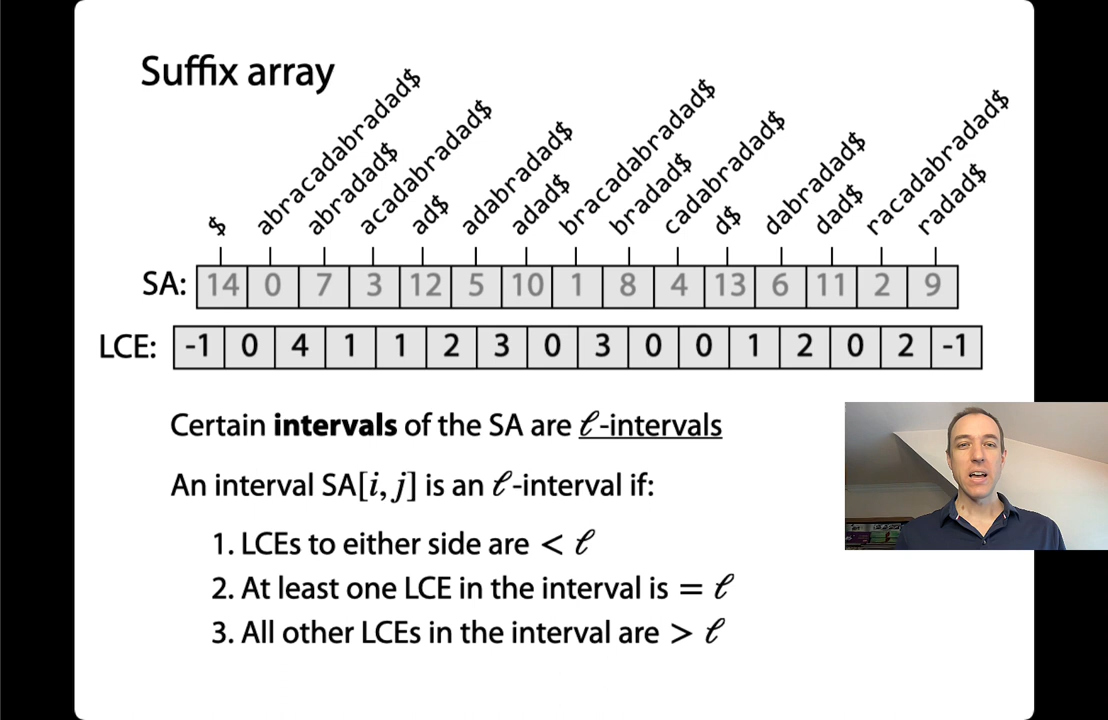 Suffix array
$
abracadabradad$
abradad$
acadabradad$
ad$
adabradad$
adad$
bracadabradad$
bradad$
cadabradad$
d$
dabradad$
dad$
racadabradad$
radad$
SA: 14 0 7 3 12 5 10 1 8 4 13 6 11 2 9
LCE: -1 0 4 1 1 2 3 0 3 0 0 1 2 0 2 -1
Certain intervals of the SA are ℓ-intervals
An interval SA[i, j] is an ℓ-interval if:
1. LCEs to either side are < ℓ
2. At least one LCE in the interval is = ℓ
3. All other LCEs in the interval are > ℓ